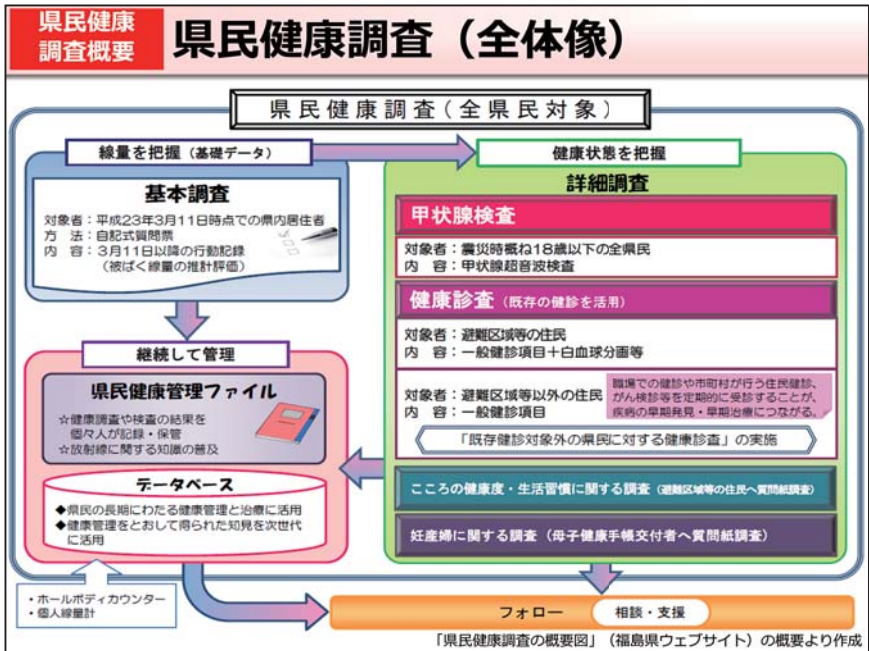 県民健康
調査概要
県民健康調査（全体像）
県民健康調査（全県民対象）
線量を把握（基礎データ）
基本調査
対象者：平成23年3月11日時点での県内居住者
方　法：自記式質問票
内　容：3月11日以降の行動記録
（被ばく線量の推計評価）
健康状態を把握
詳細調査
甲状腺検査
対象者：震災時概ね18歳以下の全県民
内　容：甲状腺超音波検査
健康診査（既存の健診を活用）
対象者：避難区域等の住民
内　容：一般健診項目＋白血球分画等
対象者：避難区域等以外の住民
内　容：一般健診項目
職場での健診や市町村が行う住民健診、
がん検診等を定期的に受診することが、
疾病の早期発見・早期治療につながる。
「既存健診対象外の県民に対する健康診査」の実施
こころの健康度・生活習慣に関する調査（避難区域等の住民へ質問紙調査）
妊産婦に関する調査（母子健康手帳交付者へ質問紙調査）
継続して管理
県民健康管理ファイル
☆健康調査や検査の結果を
個々人が記録・保管
☆放射線に関する知識の普及
データベース
◆県民の長期にわたる健康管理と治療に活用
◆健康管理をとおして得られた知見を次世代
に活用
・ホールボディカウンター
・個人線量計
フォロー
相談・支援
「県民健康調査の概要図」（福島県ウェブサイト）の概要より作成